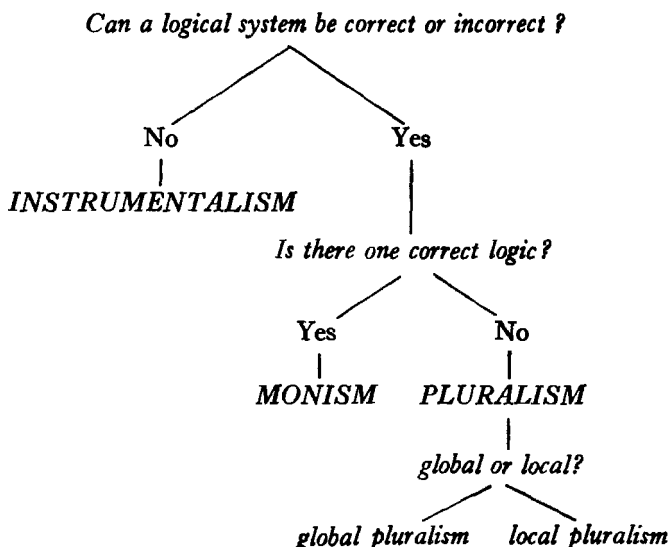 Can a logical system be correct or incorrect ?
No Yes
INSTRUMENTALISM
Is there one correct logic?
Yes No
MONISM PLURALISM
global or local?
global pluralism local pluralism